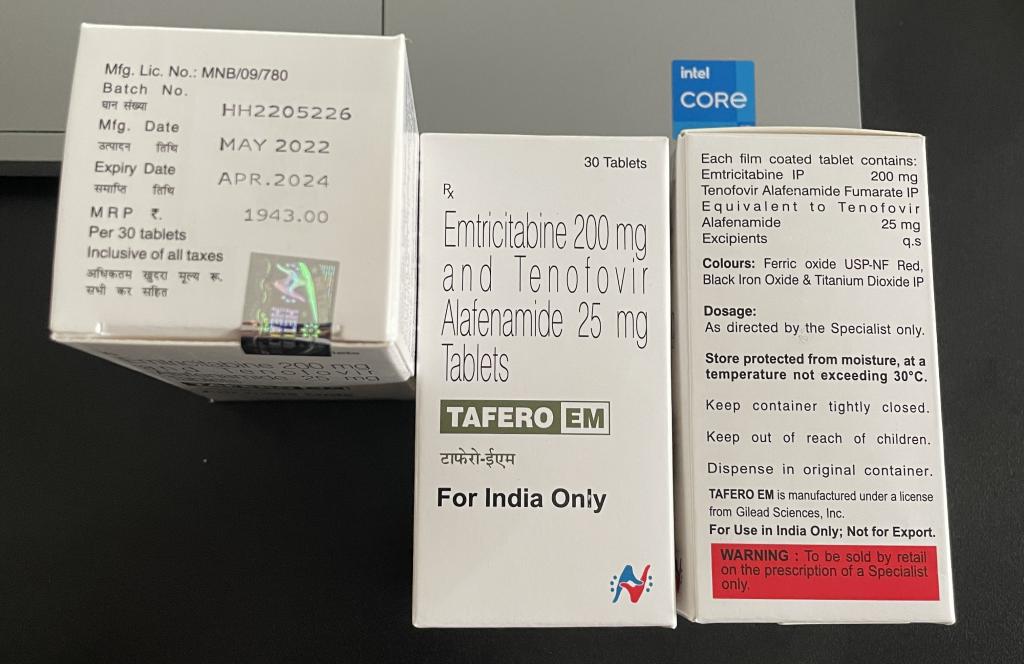 Mfg. Lic. No.: MNB/09/780
Batch No.
घान संख्या
HH2205226
Mfg. Date
उत्पादन तिथि
MAY 2022
Expiry Date
समाप्ति तिथि
APR.2024
MRP ₹.
1943.00
Per 30 tablets
Inclusive of all taxes
अधिकतम खुदरा मूल्य रू.
सभी कर सहित
Emtricitabine 200 mg
intel
CORE
30 Tablets
Rx
Emtricitabine 200 mg
and Tenofovir
Alafenamide 25 mg
Tablets
TAFERO EM
टाफेरो-ईएम
For India Only
Each film coated tablet contains:
Emtricitabine IP 200 mg
Tenofovir Alafenamide Fumarate IP
Equivalent to Tenofovir
Alafenamide 25 mg
Excipients q.s
Colours: Ferric oxide USP-NF Red,
Black Iron Oxide & Titanium Dioxide IP
Dosage:
As directed by the Specialist only.
Store protected from moisture, at a
temperature not exceeding 30°C.
Keep container tightly closed.
Keep out of reach of children.
Dispense in original container.
TAFERO EM is manufactured under a license
from Gilead Sciences, Inc.
For Use in India Only; Not for Export.
WARNING : To be sold by retail
on the prescription of a Specialist
only.